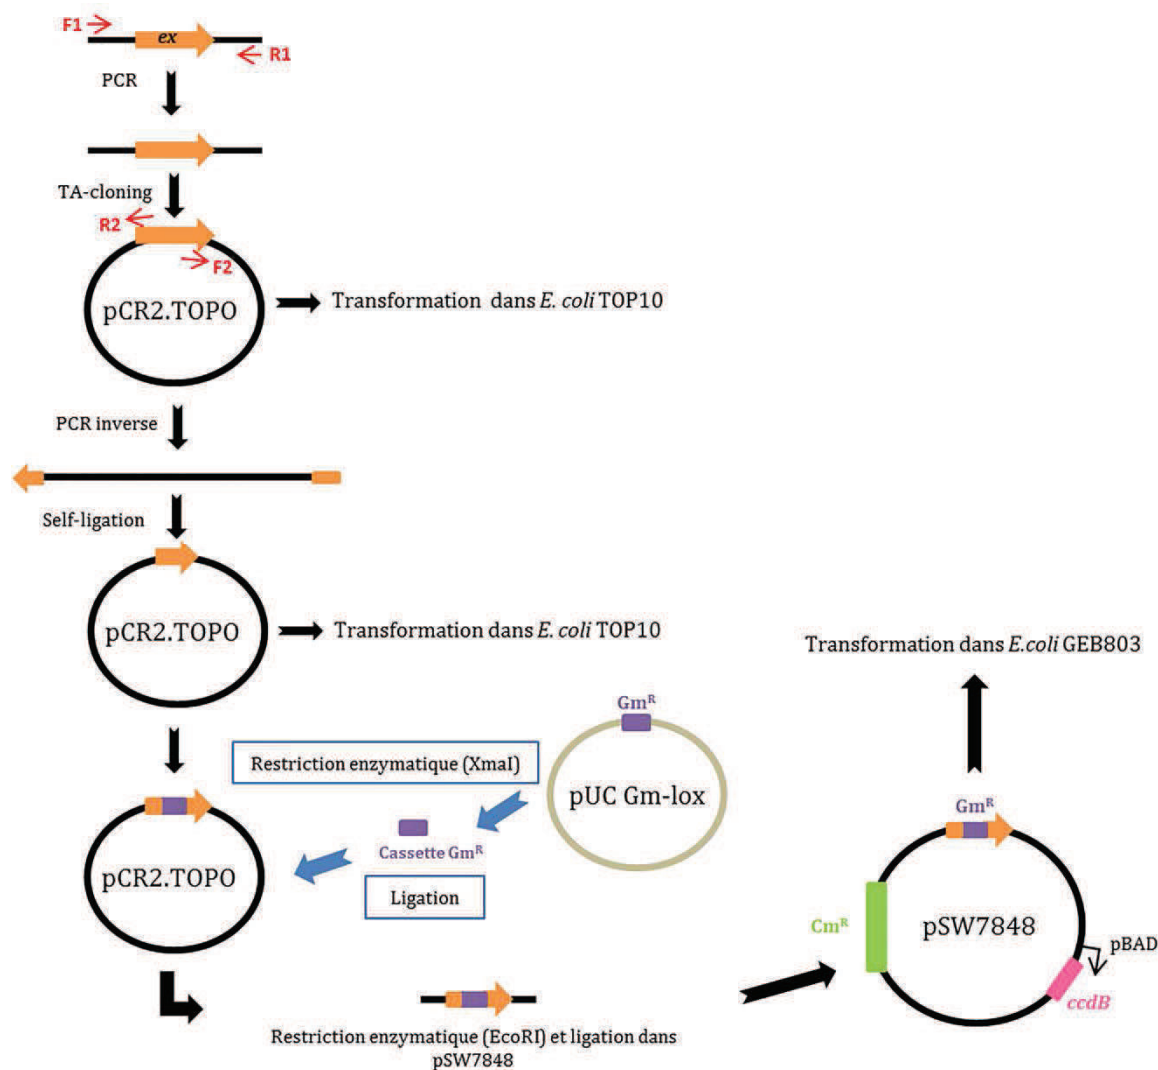 F1
ex
R1
PCR
TA-cloning
R2
F2
pCR2.TOPO
Transformation dans E. coli TOP10
PCR inverse
Self-ligation
pCR2.TOPO
Transformation dans E. coli TOP10
Transformation dans E.coli GEB803
GmR
Restriction enzymatique (XmaI)
pUC Gm-lox
GmR
Cassette GmR
pCR2.TOPO
Ligation
CmR
pSW7848
pBAD
ccdB
Restriction enzymatique (EcoRI) et ligation dans
pSW7848